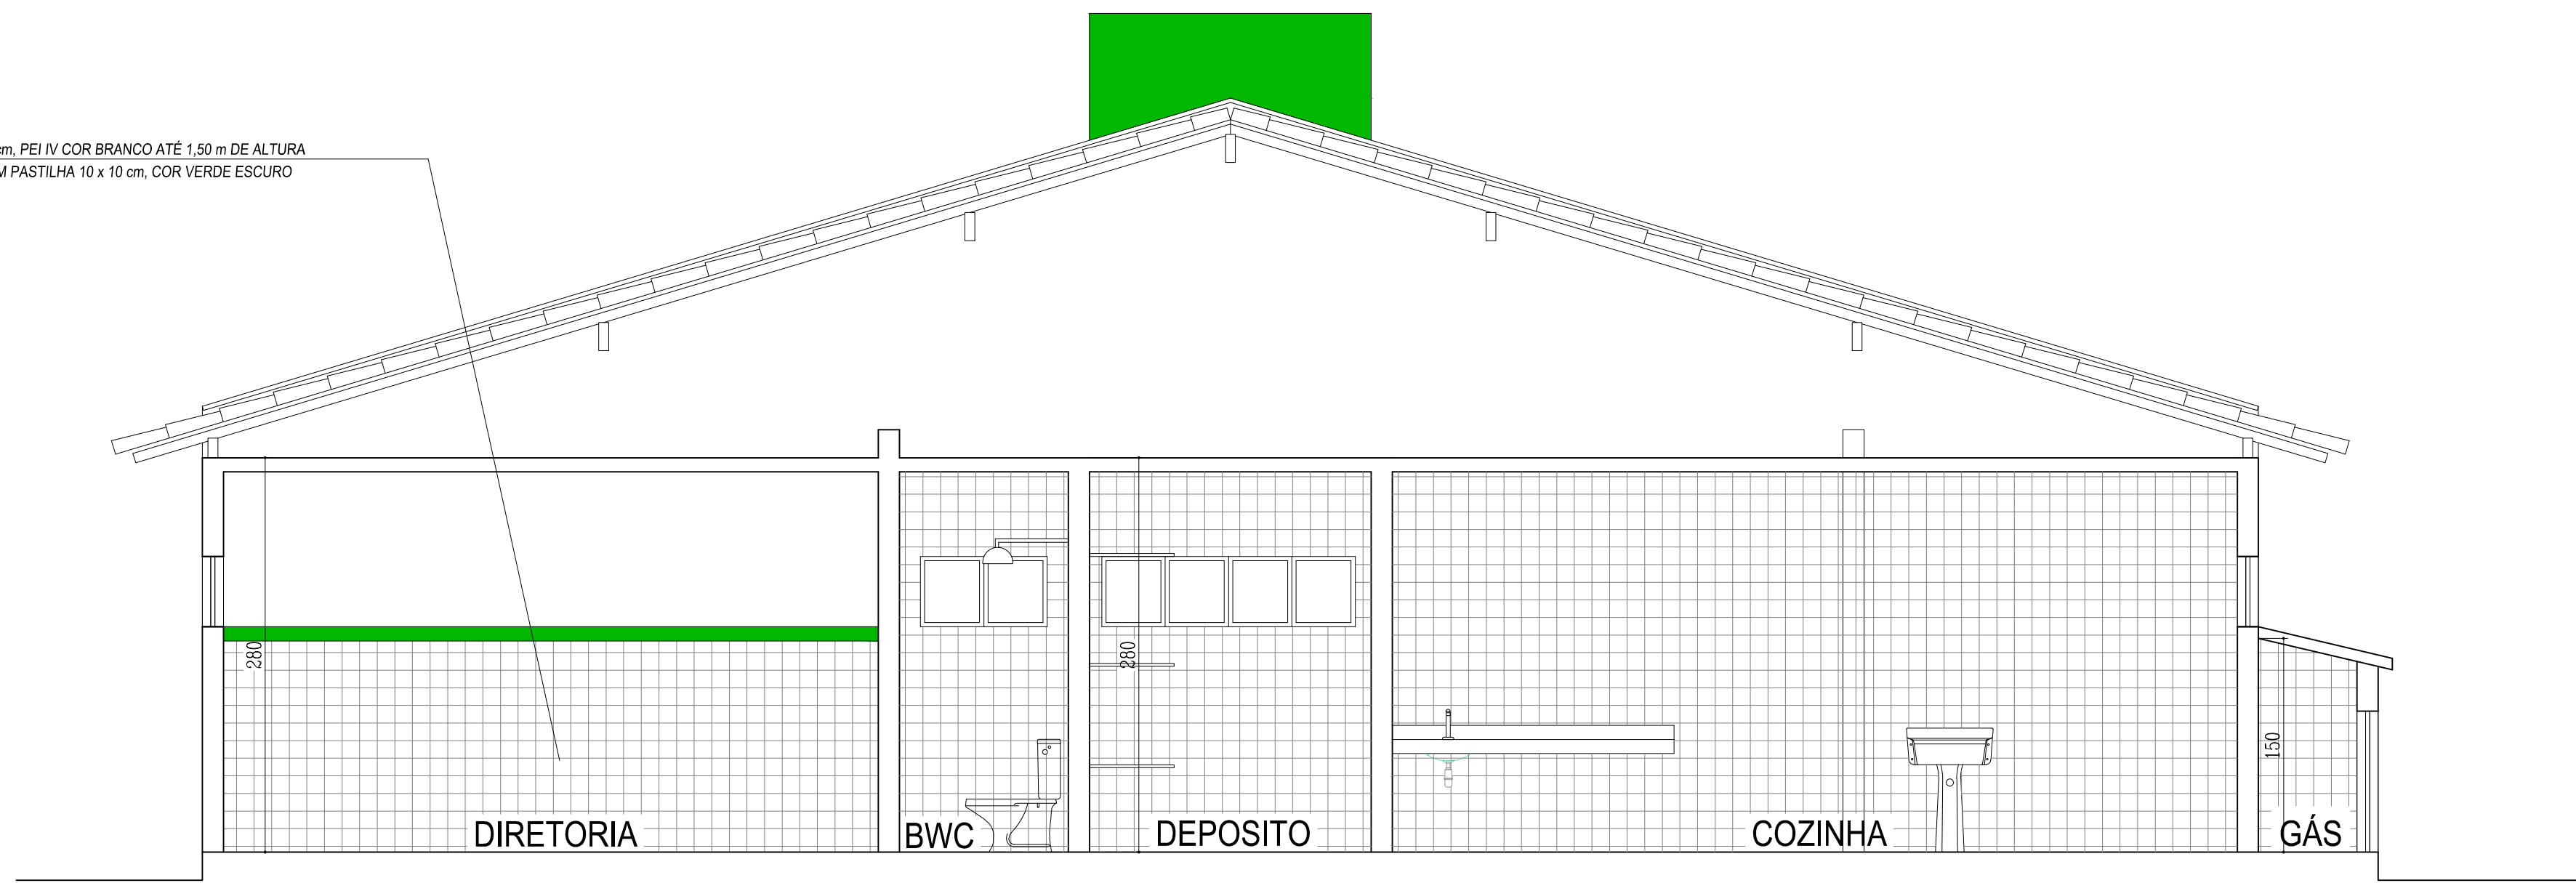 cm, PEI IV COR BRANCO ATÉ 1,50 m DE ALTURA
M PASTILHA 10 x 10 cm, COR VERDE ESCURO
280
280
150
DIRETORIA
BWC
DEPOSITO
COZINHA
GÁS